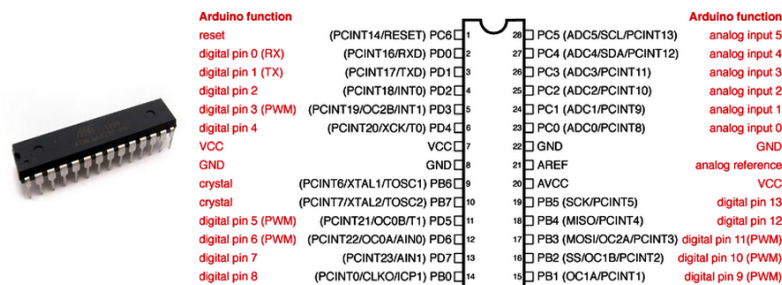 Arduino function Arduino function
reset (PCINT14/RESET) PC6 1 28 PC5 (ADC5/SCL/PCINT13) analog input 5
digital pin 0 (RX) (PCINT16/RXD) PD0 2 27 PC4 (ADC4/SDA/PCINT12) analog input 4
digital pin 1 (TX) (PCINT17/TXD) PD1 3 26 PC3 (ADC3/PCINT11) analog input 3
digital pin 2 (PCINT18/INT0) PD2 4 25 PC2 (ADC2/PCINT10) analog input 2
digital pin 3 (PWM) (PCINT19/OC2B/INT1) PD3 5 24 PC1 (ADC1/PCINT9) analog input 1
digital pin 4 (PCINT20/XCK/T0) PD4 6 23 PC0 (ADC0/PCINT8) analog input 0
VCC VCC 7 22 GND GND
GND GND 8 21 AREF analog reference
crystal (PCINT6/XTAL1/TOSC1) PB6 9 20 AVCC VCC
crystal (PCINT7/XTAL2/TOSC2) PB7 10 19 PB5 (SCK/PCINT5) digital pin 13
digital pin 5 (PWM) (PCINT21/OC0B/T1) PD5 11 18 PB4 (MISO/PCINT4) digital pin 12
digital pin 6 (PWM) (PCINT22/OC0A/AIN0) PD6 12 17 PB3 (MOSI/OC2A/PCINT3) digital pin 11(PWM)
digital pin 7 (PCINT23/AIN1) PD7 13 16 PB2 (SS/OC1B/PCINT2) digital pin 10 (PWM)
digital pin 8 (PCINT0/CLKO/ICP1) PB0 14 15 PB1 (OC1A/PCINT1) digital pin 9 (PWM)